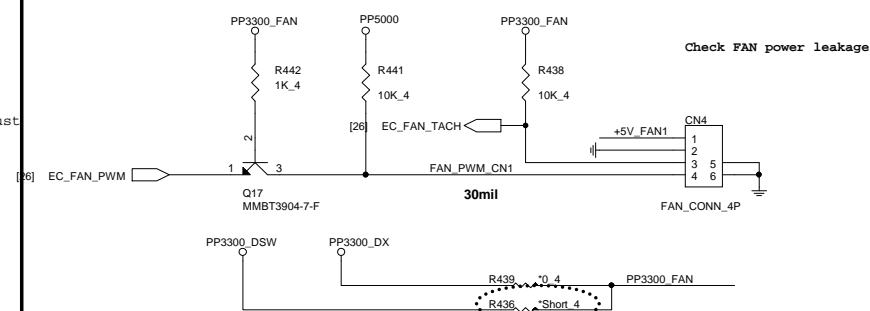 PP3300_FAN
PP5000
PP3300_FAN
Check FAN power leakage
R442
1K_4
R441
10K_4
R438
10K_4
ust
2
[26] EC_FAN_TACH
CN4
+5V_FAN1
1
2
3 5
4 6
[26] EC_FAN_PWM
1
3
FAN_PWM_CN1
30mil
Q17
MMBT3904-7-F
FAN_CONN_4P
PP3300_DSW
PP3300_DX
R439 *0_4
PP3300_FAN
R436 *Short_4